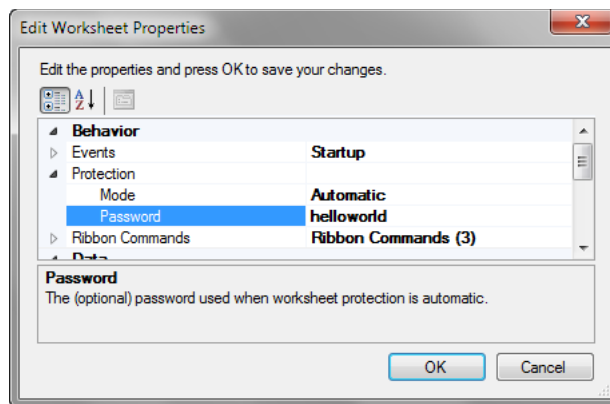 Edit Worksheet Properties
Edit the properties and press OK to save your changes.
Behavior
Events Startup
Protection
Mode Automatic
Password helloworld
Ribbon Commands Ribbon Commands (3)
Data
Password
The (optional) password used when worksheet protection is automatic.
OK Cancel